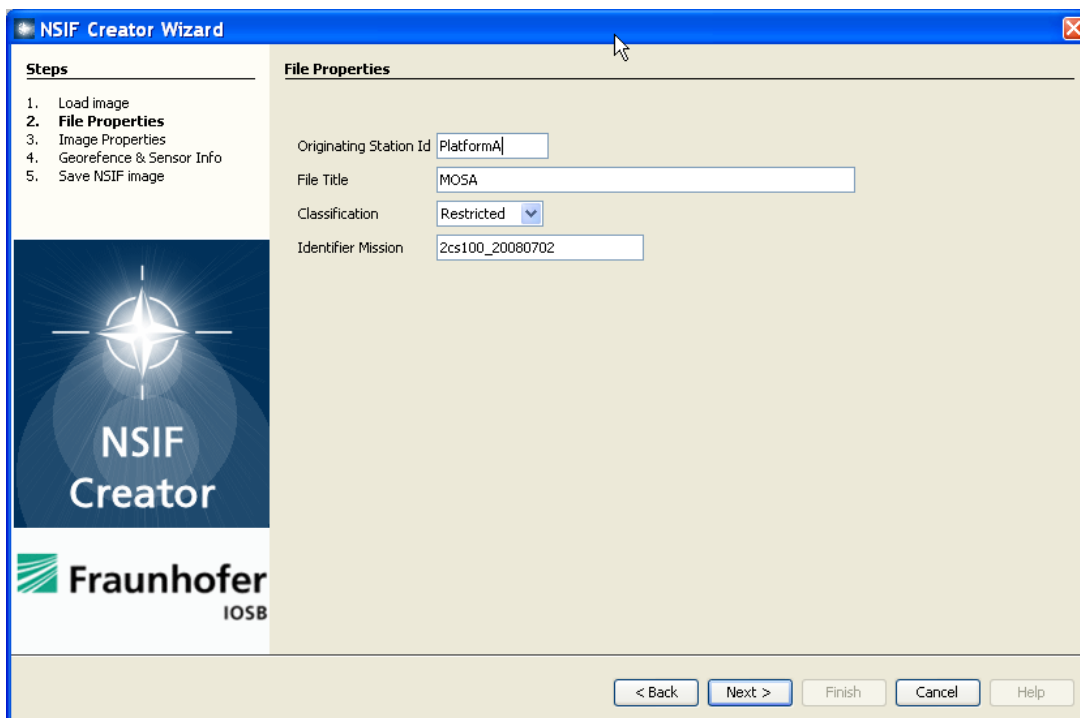 NSIF Creator Wizard
Steps
1. Load image
2. File Properties
3. Image Properties
4. Georefence & Sensor Info
5. Save NSIF image
NSIF
Creator
Fraunhofer
IOSB
File Properties
Originating Station Id PlatformA
File Title MOSA
Classification Restricted
Identifier Mission 2cs100_20080702
< Back Next > Finish Cancel Help